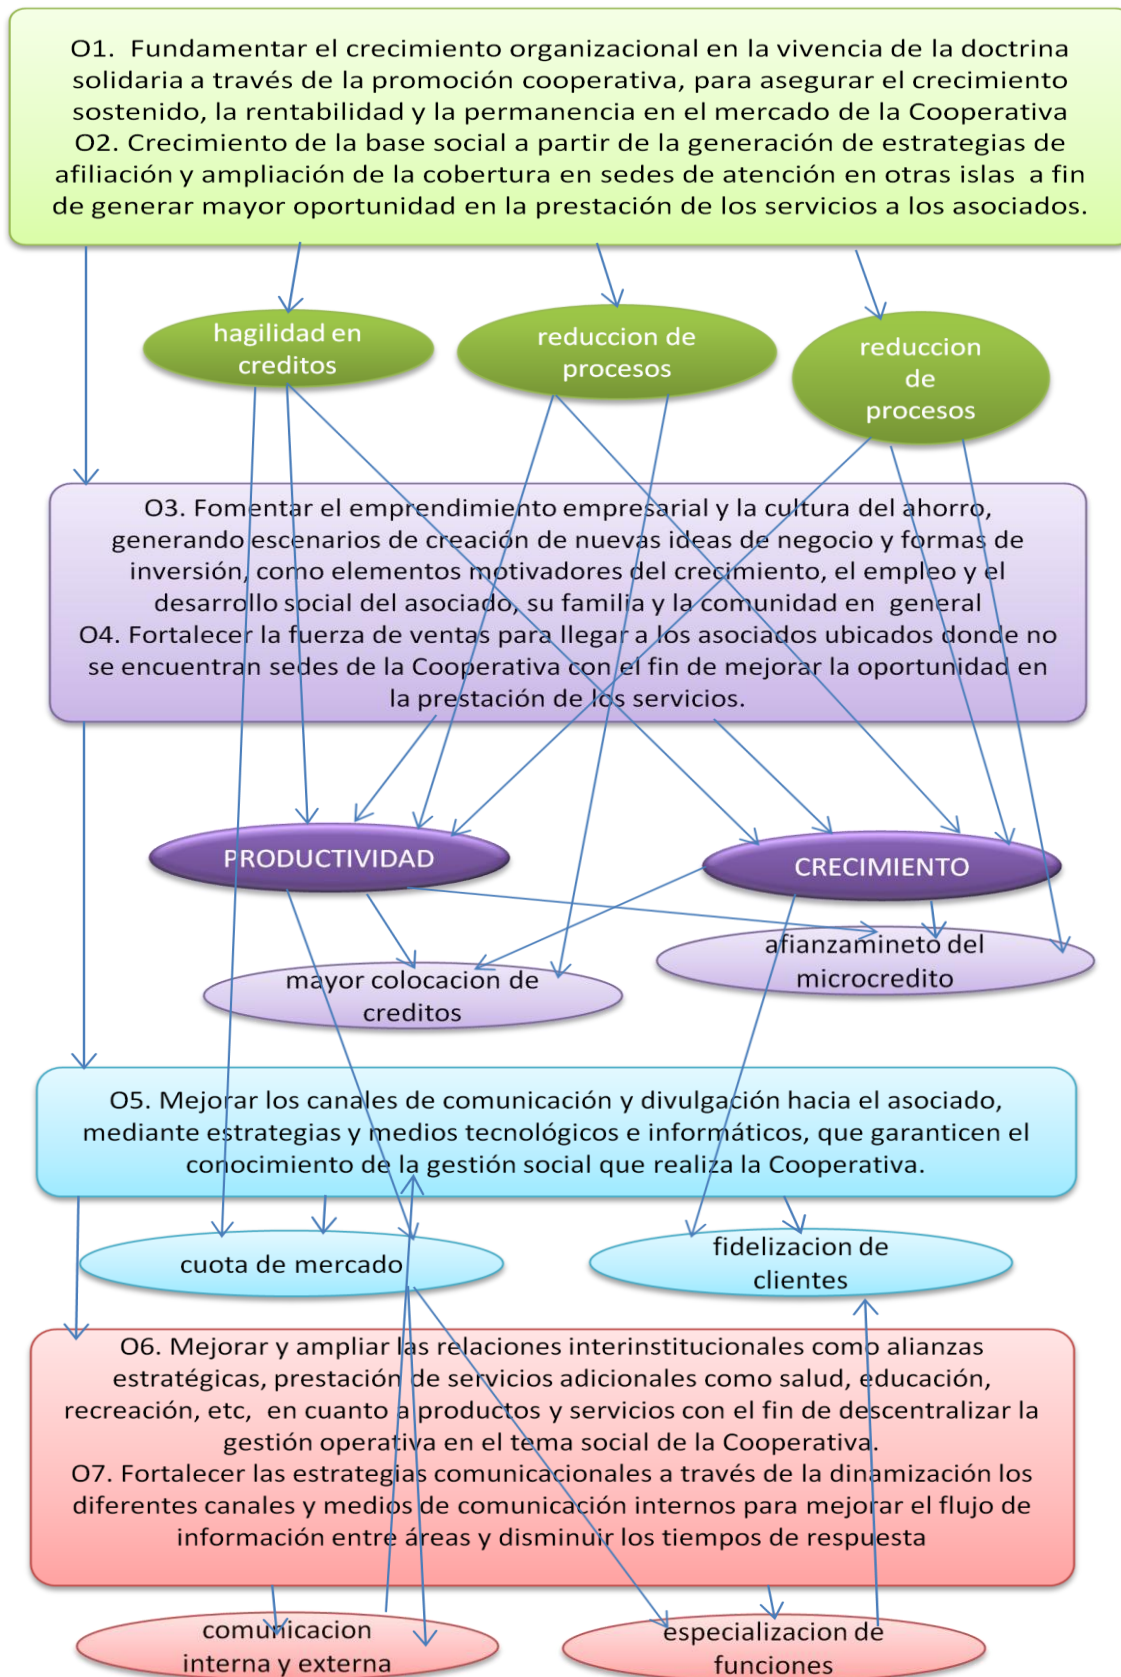 O1. Fundamentar el crecimiento organizacional en la vivencia de la doctrina
solidaria a través de la promoción cooperativa, para asegurar el crecimiento
sostenido, la rentabilidad y la permanencia en el mercado de la Cooperativa
O2. Crecimiento de la base social a partir de la generación de estrategias de
afiliación y ampliación de la cobertura en sedes de atención en otras islas a fin
de generar mayor oportunidad en la prestación de los servicios a los asociados.
hagilidad en
creditos
reduccion de
procesos
reduccion
de
procesos
O3. Fomentar el emprendimiento empresarial y la cultura del ahorro,
generando escenarios de creación de nuevas ideas de negocio y formas de
inversión, como elementos motivadores del crecimiento, el empleo y el
desarrollo social del asociado, su familia y la comunidad en general
O4. Fortalecer la fuerza de ventas para llegar a los asociados ubicados donde no
se encuentran sedes de la Cooperativa con el fin de mejorar la oportunidad en
la prestación de los servicios.
PRODUCTIVIDAD
CRECIMIENTO
afianzamineto del
microcredito
mayor colocacion de
creditos
O5. Mejorar los canales de comunicación y divulgación hacia el asociado,
mediante estrategias y medios tecnológicos e informáticos, que garanticen el
conocimiento de la gestión social que realiza la Cooperativa.
cuota de mercado
fidelizacion de
clientes
O6. Mejorar y ampliar las relaciones interinstitucionales como alianzas
estratégicas, prestación de servicios adicionales como salud, educación,
recreación, etc, en cuanto a productos y servicios con el fin de descentralizar la
gestión operativa en el tema social de la Cooperativa.
O7. Fortalecer las estrategias comunicacionales a través de la dinamización los
diferentes canales y medios de comunicación internos para mejorar el flujo de
información entre áreas y disminuir los tiempos de respuesta
comunicacion
interna y externa
especializacion de
funciones